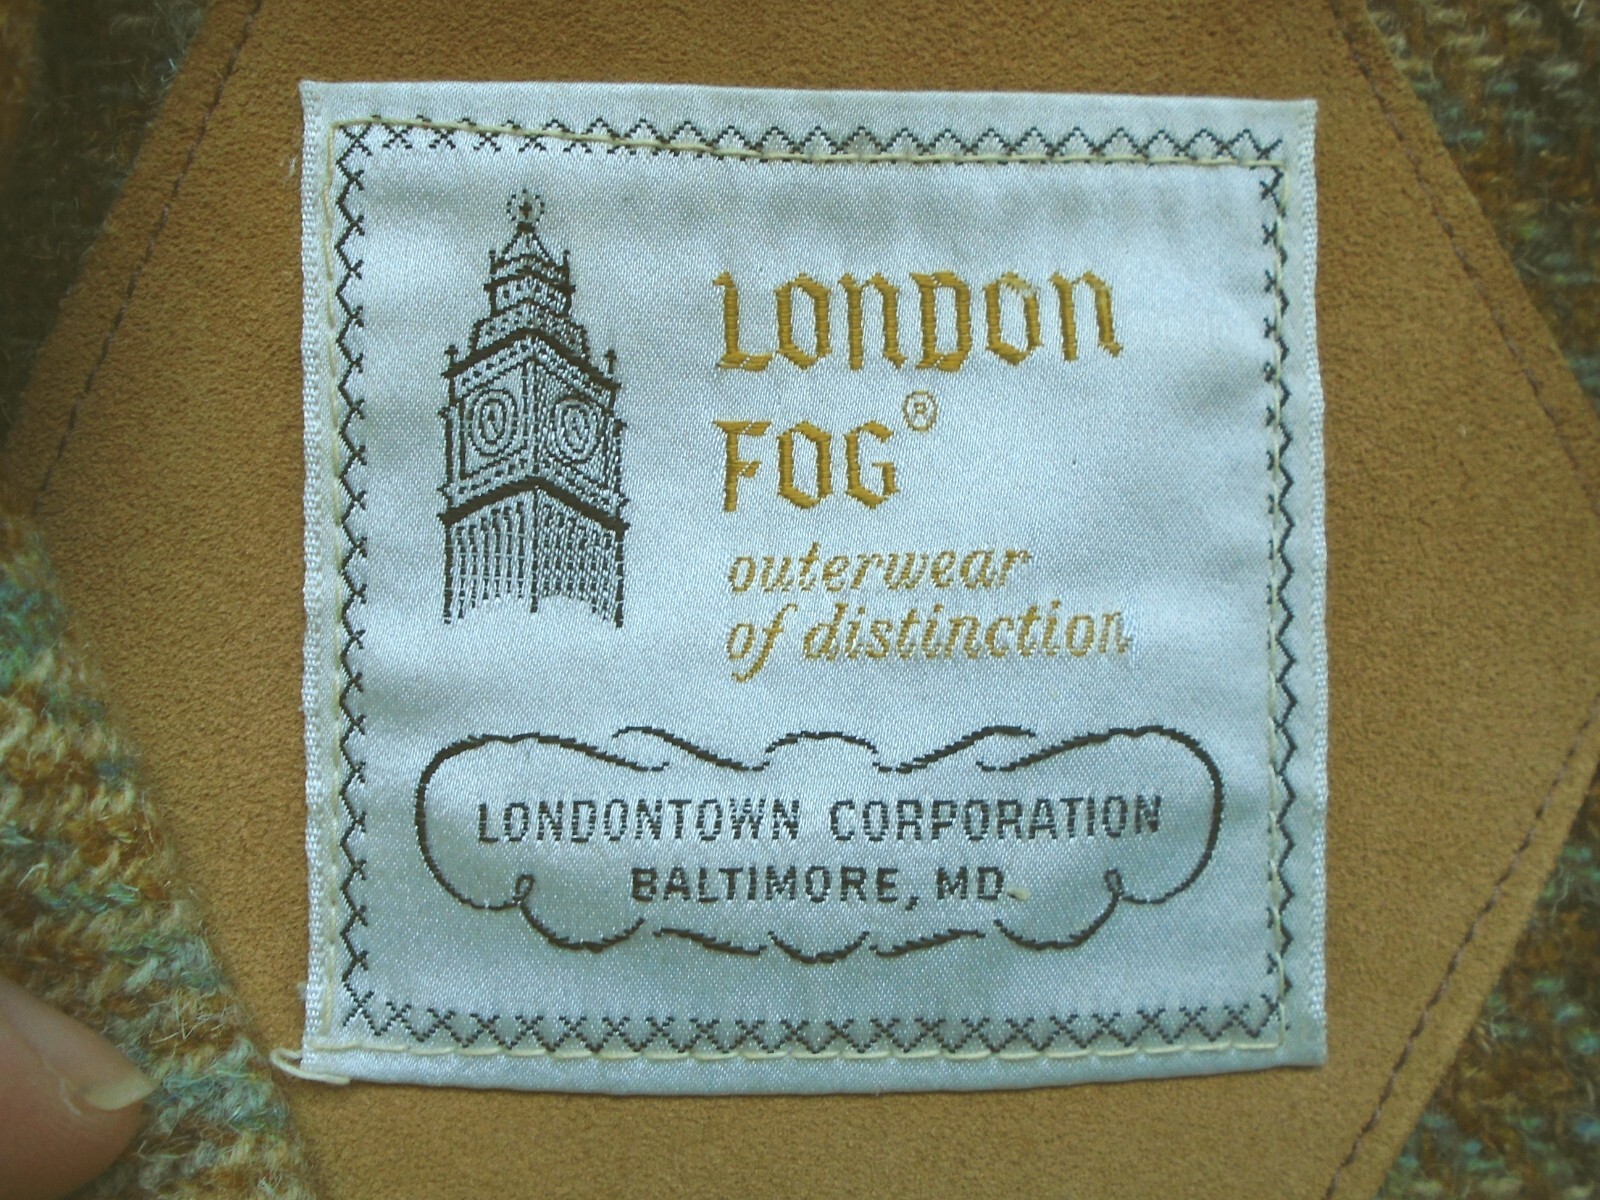 LONDON
FOG®
outerwear
of distinction
LONDONTOWN CORPORATION
BALTIMORE, MD.